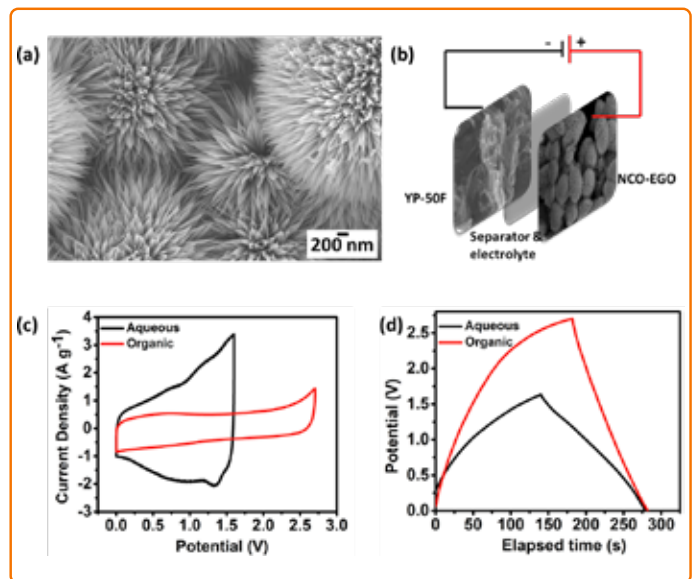 (a)
200 nm
(b)
- +
YP-50F
NCO-EGO
Separator &
electrolyte
(c)
Aqueous
Organic
Current Density (A g-1)
4
3
2
1
0
-1
-2
-3
0.0 0.5 1.0 1.5 2.0 2.5 3.0
Potential (V)
(d)
Aqueous
Organic
Potential (V)
2.5
2.0
1.5
1.0
0.5
0.0
0 50 100 150 200 250 300
Elapsed time (s)